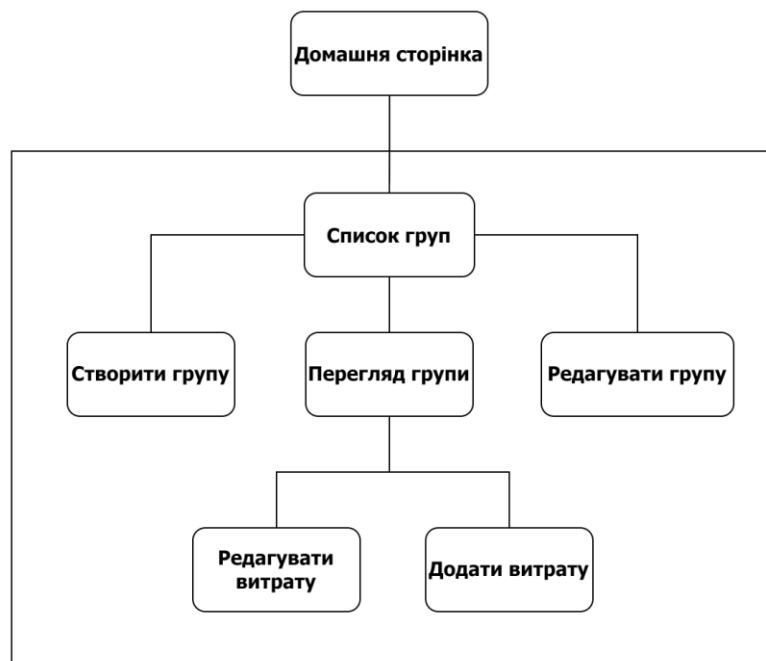 Домашня сторінка
Список груп
Створити групу
Перегляд групи
Редагувати групу
Редагувати
витрату
Додати витрату